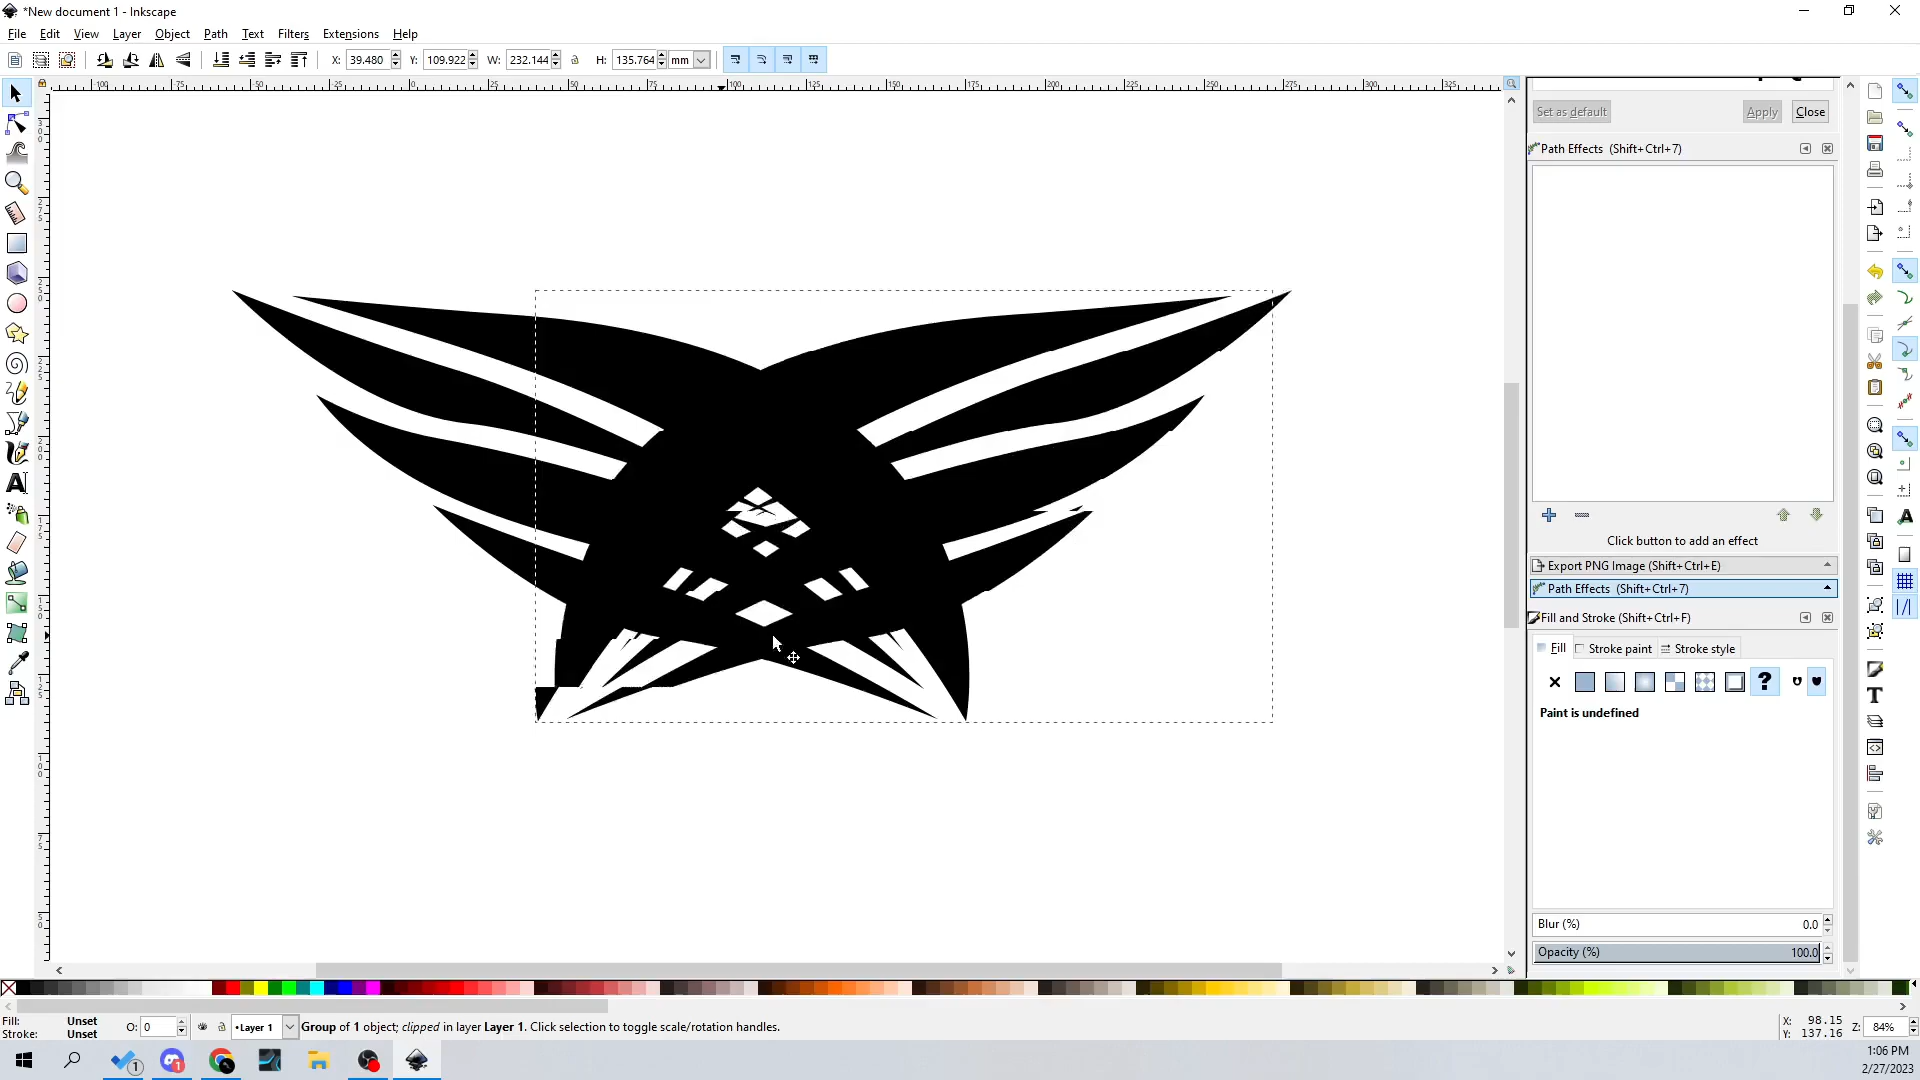 *New document 1 - Inkscape
File Edit View Layer Object Path Text Filters Extensions Help
X: 39.480 Y: 109.922 W: 232.144 H: 135.764 mm
Set as default Apply Close
Path Effects (Shift+Ctrl+7)
Click button to add an effect
Export PNG Image (Shift+Ctrl+E)
Path Effects (Shift+Ctrl+7)
Fill and Stroke (Shift+Ctrl+F)
Fill Stroke paint Stroke style
Paint is undefined
Blur (%) 0.0
Opacity (%) 100.0
Fill: Unset
Stroke: Unset
O: 0
•Layer 1
Group of 1 object; clipped in layer Layer 1. Click selection to toggle scale/rotation handles.
X: 98.15
Y: 137.16
Z: 84%
1:06 PM
2/27/2023